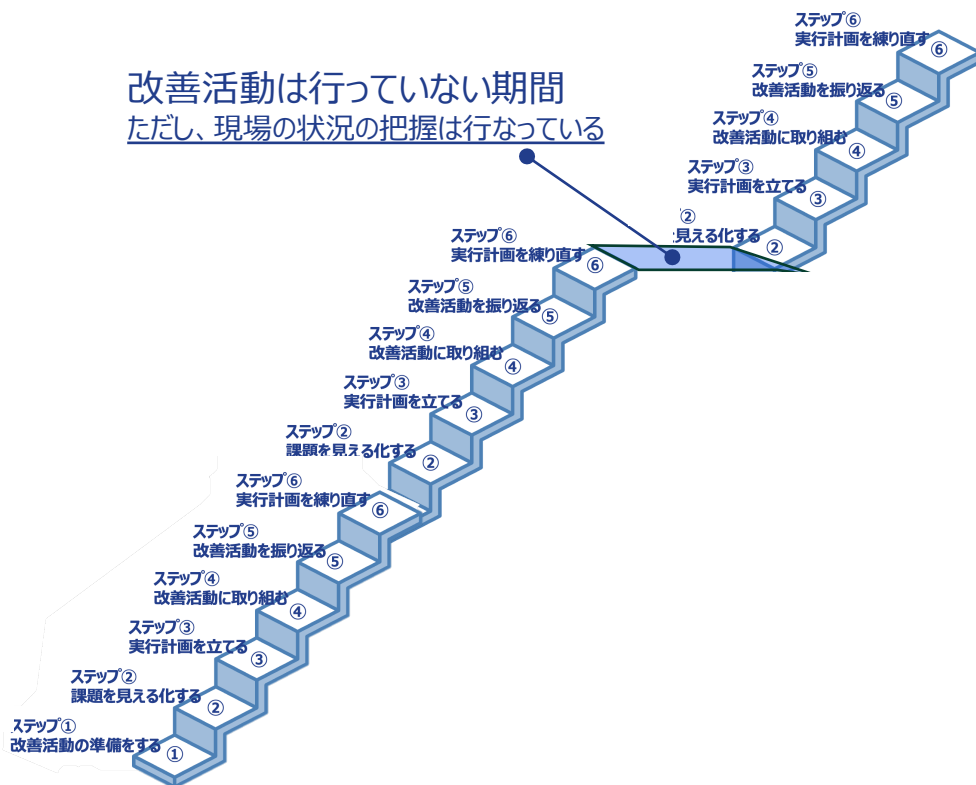 改善活動は行っていない期間
ただし、現場の状況の把握は行なっている
ステップ⑥
実行計画を練り直す
⑥
ステップ⑤
改善活動を振り返る
⑤
ステップ④
改善活動に取り組む
④
ステップ③
実行計画を立てる
③
②
見える化する
②
ステップ⑥
実行計画を練り直す
⑥
ステップ⑤
改善活動を振り返る
⑤
ステップ④
改善活動に取り組む
④
ステップ③
実行計画を立てる
③
ステップ②
課題を見える化する
②
ステップ⑥
実行計画を練り直す
⑥
ステップ⑤
改善活動を振り返る
⑤
ステップ④
改善活動に取り組む
④
ステップ③
実行計画を立てる
③
ステップ②
課題を見える化する
②
ステップ①
改善活動の準備をする
①